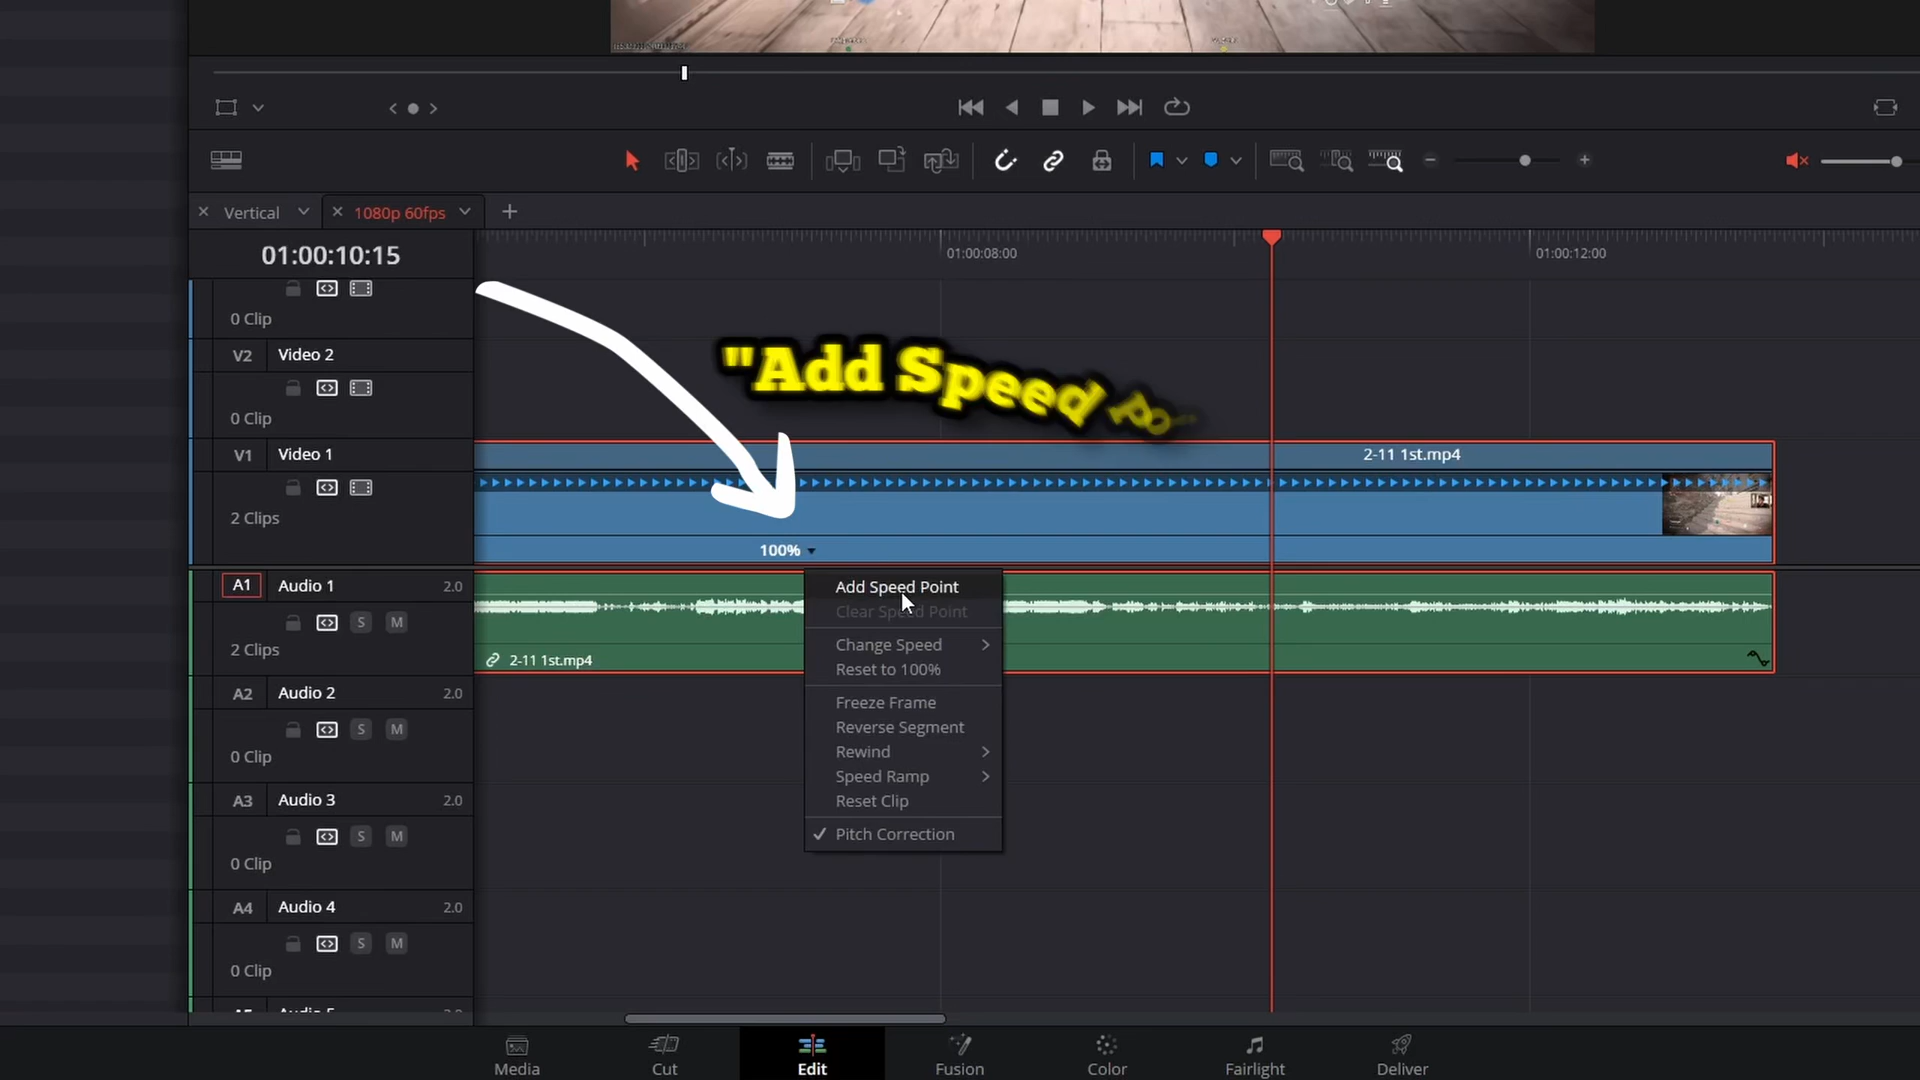 Vertical
1080p 60fps
01:00:10:15
01:00:08:00
01:00:12:00
0 Clip
V2 Video 2
0 Clip
"Add Speed Po
V1 Video 1
2-11 1st.mp4
2 Clips
100%
A1 Audio 1 2.0
S M
2 Clips
2-11 1st.mp4
Add Speed Point
Clear Speed Point
Change Speed
Reset to 100%
Freeze Frame
Reverse Segment
Rewind
Speed Ramp
Reset Clip
Pitch Correction
A2 Audio 2 2.0
S M
0 Clip
A3 Audio 3 2.0
S M
0 Clip
A4 Audio 4 2.0
S M
0 Clip
Media
Cut
Edit
Fusion
Color
Fairlight
Deliver